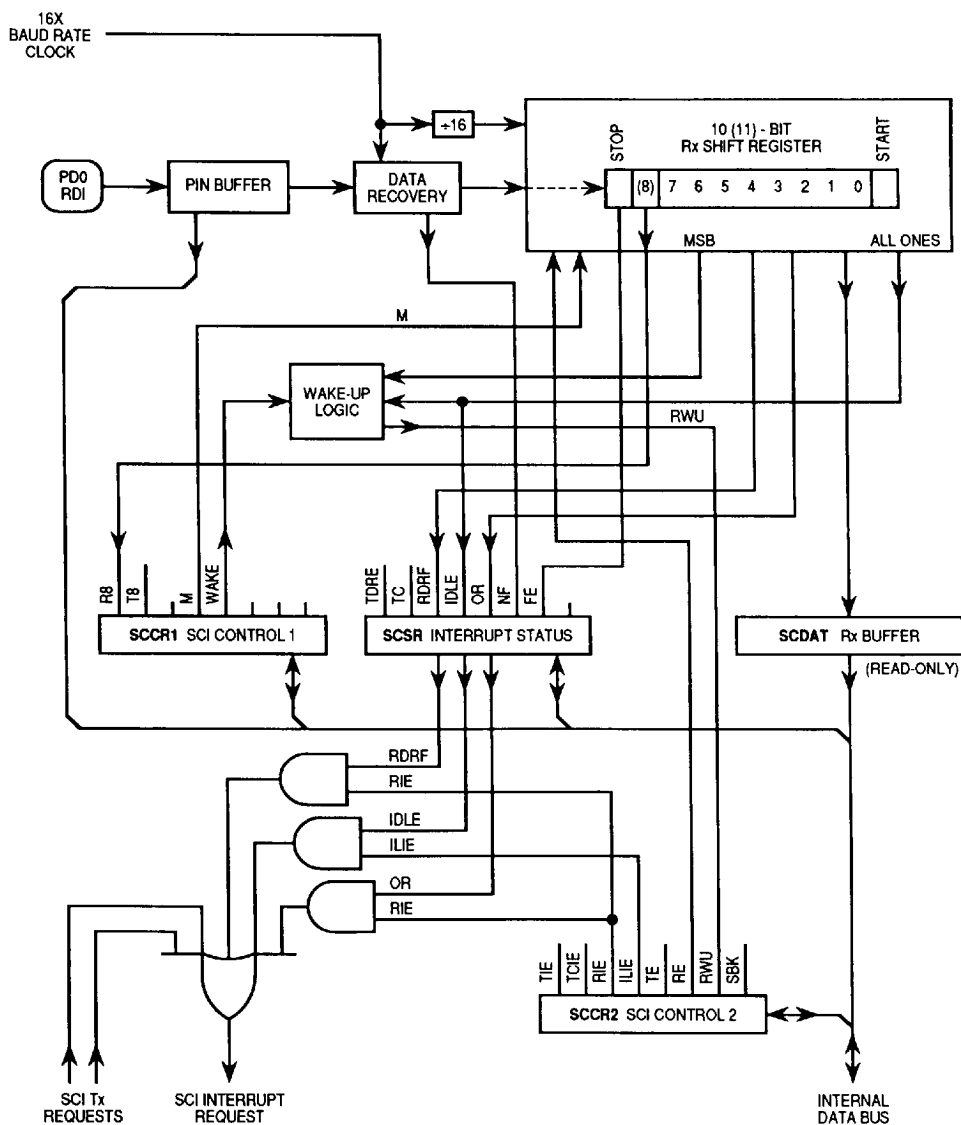 16X
BAUD RATE
CLOCK
÷16
10 (11) - BIT
Rx SHIFT REGISTER
STOP
START
PD0
RDI
PIN BUFFER
DATA
RECOVERY
(8) 7 6 5 4 3 2 1 0
MSB
ALL ONES
M
WAKE-UP
LOGIC
RWU
R8
T8
M
WAKE
TDRE
TC
RDRF
IDLE
OR
NF
FE
SCCR1 SCI CONTROL 1
SCSR INTERRUPT STATUS
SCDAT Rx BUFFER
(READ-ONLY)
RDRF
RIE
IDLE
ILIE
OR
RIE
TIE
TCIE
RIE
ILIE
TE
RE
RWU
SBK
SCCR2 SCI CONTROL 2
SCI Tx
REQUESTS
SCI INTERRUPT
REQUEST
INTERNAL
DATA BUS